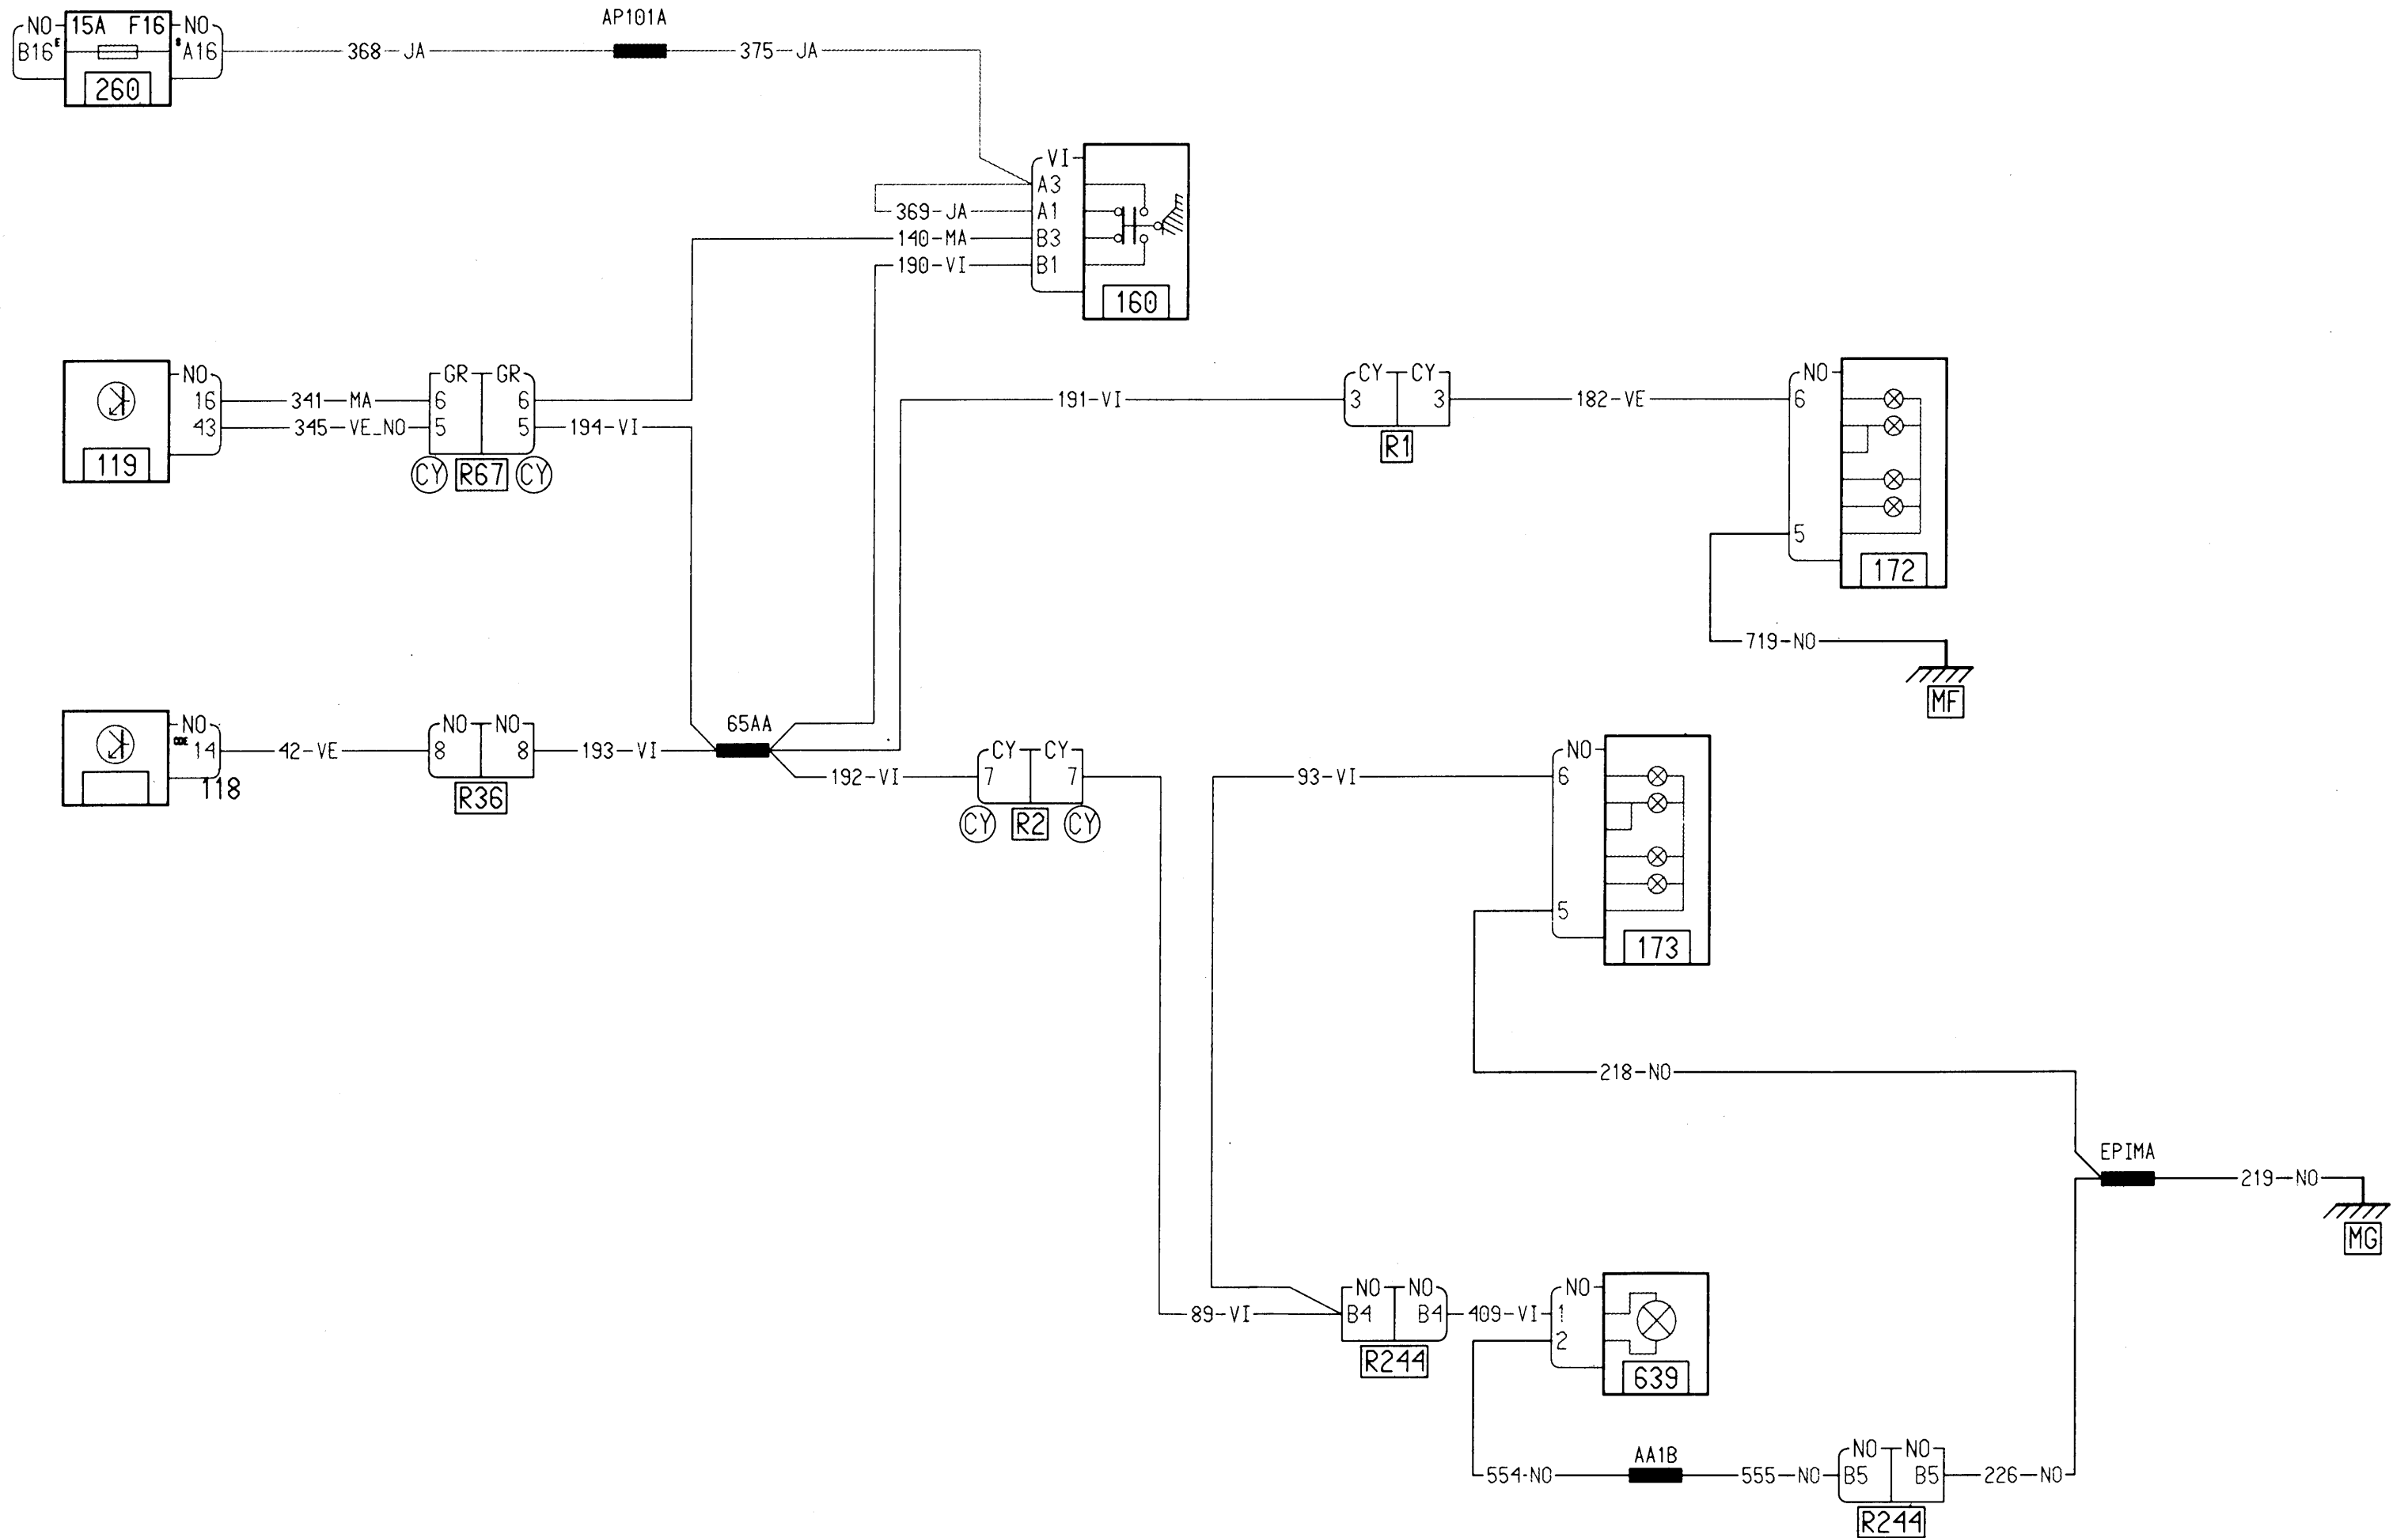 AP101A
NO 15A F16 NO
B16 E S A16 368-JA 375-JA
260
VI
A3
369-JA A1
140-MA B3
190-VI B1
160
NO GR GR CY CY NO
16 341-MA 6 6 191-VI 3 3 182-VE 6
43 345-VE_NO 5 5 194-VI
R1
119 CY R67 CY
5
172
719-NO
MF
NO NO NO 65AA
14 42-VE 8 8 193-VI
CY CY NO
192-VI 7 7 93-VI 6
118 R36
CY R2 CY
5
173
218-NO
EPIMA
219-NO
MG
NO NO NO
89-VI B4 B4 409-VI 1
2
R244 639
AA1B NO NO
554-NO 555-NO B5 B5 226-NO
R244